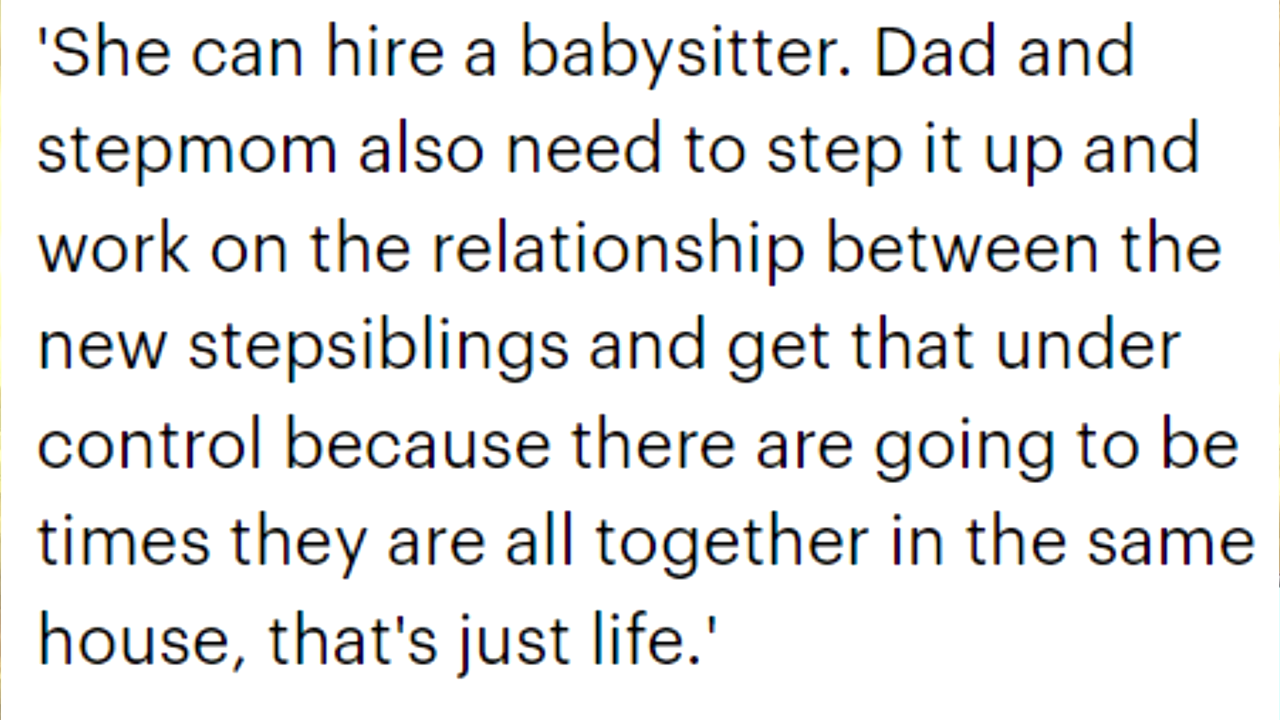 'She can hire a babysitter. Dad and
stepmom also need to step it up and
work on the relationship between the
new stepsiblings and get that under
control because there are going to be
times they are all together in the same
house, that's just life.'